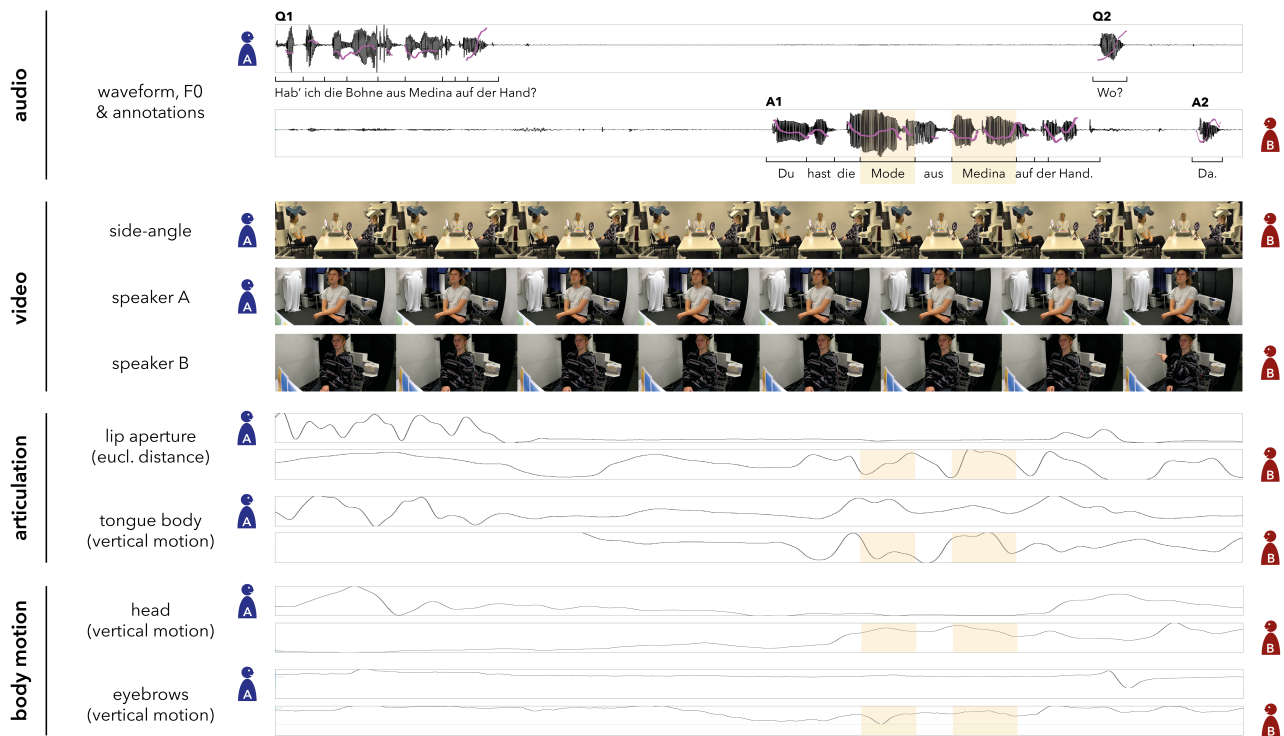 Q1
Q2
A
Hab' ich die Bohne aus Medina auf der Hand?
Wo?
audio
waveform, F0
& annotations
A1
A2
B
Du hast die Mode aus Medina auf der Hand.
Da.
video
side-angle
A
B
speaker A
A
speaker B
B
articulation
lip aperture
(eucl. distance)
A
B
tongue body
(vertical motion)
A
B
body motion
head
(vertical motion)
A
B
eyebrows
(vertical motion)
A
B